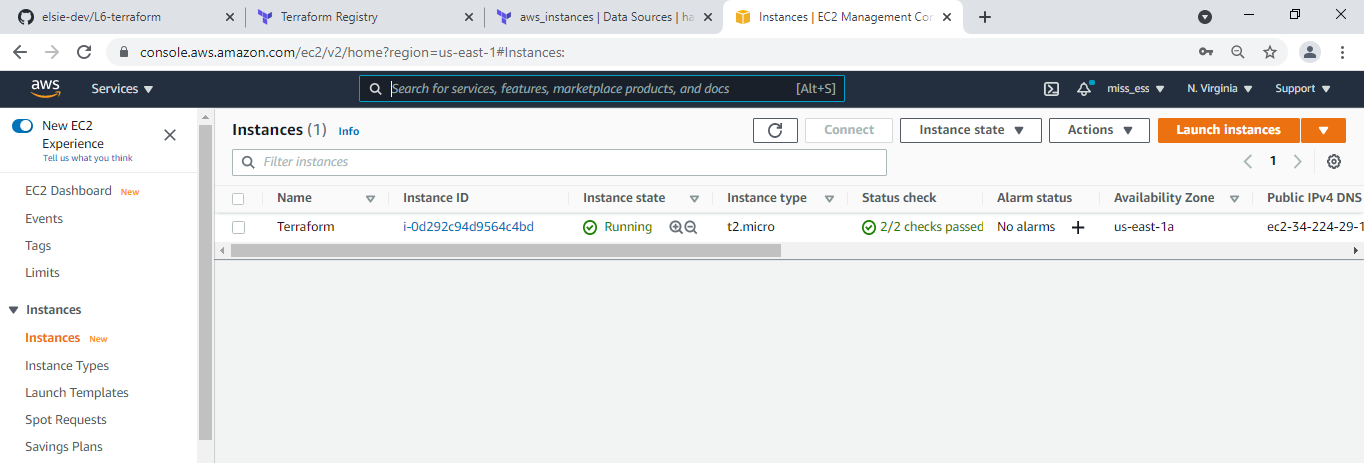 elsie-dev/L6-terraform
Terraform Registry
aws_instances | Data Sources | ha
Instances | EC2 Management Con
console.aws.amazon.com/ec2/v2/home?region=us-east-1#Instances:
aws
Services
Search for services, features, marketplace products, and docs
[Alt+S]
miss_ess
N. Virginia
Support
New EC2
Experience
Tell us what you think
EC2 Dashboard New
Events
Tags
Limits
Instances
Instances New
Instance Types
Launch Templates
Spot Requests
Savings Plans
Instances (1) Info
Connect
Instance state
Actions
Launch instances
Filter instances
1
Name Instance ID Instance state Instance type Status check Alarm status Availability Zone Public IPv4 DNS
Terraform i-0d292c94d9564c4bd Running t2.micro 2/2 checks passed No alarms us-east-1a ec2-34-224-29-1